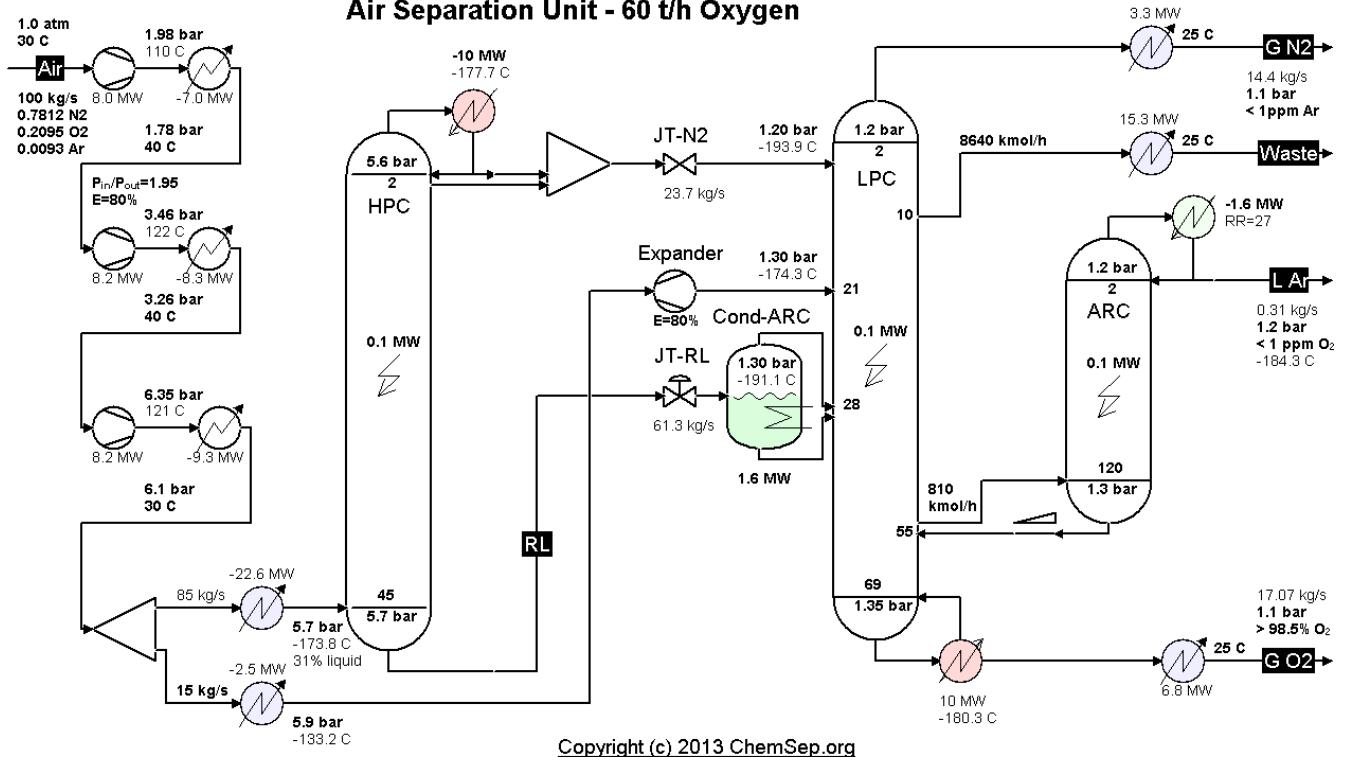 Air Separation Unit - 60 t/h Oxygen
1.0 atm
30 C
Air
100 kg/s
0.7812 N2
0.2095 O2
0.0093 Ar
1.98 bar
110 C
8.0 MW
-7.0 MW
1.78 bar
40 C
Pin/Pout=1.95
E=80%
3.46 bar
122 C
8.2 MW
-8.3 MW
3.26 bar
40 C
6.35 bar
121 C
8.2 MW
-9.3 MW
6.1 bar
30 C
85 kg/s
-22.6 MW
5.7 bar
-173.8 C
31% liquid
15 kg/s
-2.5 MW
5.9 bar
-133.2 C
-10 MW
-177.7 C
5.6 bar
2
HPC
0.1 MW
45
5.7 bar
RL
JT-N2
23.7 kg/s
1.20 bar
-193.9 C
Expander
E=80%
1.30 bar
-174.3 C
Cond-ARC
JT-RL
61.3 kg/s
1.30 bar
-191.1 C
1.6 MW
1.2 bar
2
LPC
10
21
0.1 MW
28
55
69
1.35 bar
3.3 MW
25 C
G N2
14.4 kg/s
1.1 bar
< 1ppm Ar
8640 kmol/h
15.3 MW
25 C
Waste
-1.6 MW
RR=27
1.2 bar
2
ARC
0.1 MW
120
1.3 bar
L Ar
0.31 kg/s
1.2 bar
< 1 ppm O2
-184.3 C
810
kmol/h
10 MW
-180.3 C
6.8 MW
25 C
17.07 kg/s
1.1 bar
> 98.5% O2
G O2
Copyright (c) 2013 ChemSep.org